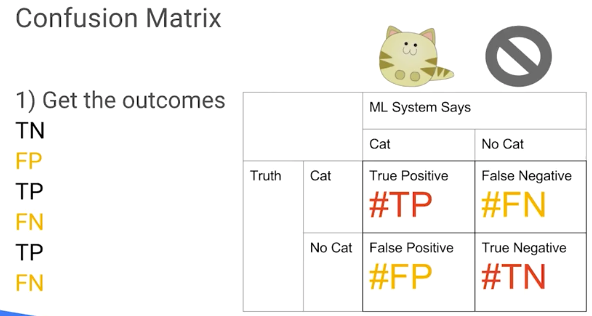 Confusion Matrix
1) Get the outcomes
TN
FP
TP
FN
TP
FN
ML System Says
Cat
No Cat
Truth
Cat
True Positive
#TP
False Negative
#FN
No Cat
False Positive
#FP
True Negative
#TN